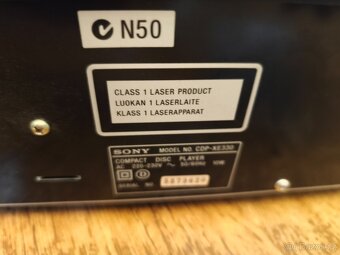 N50
CLASS 1 LASER PRODUCT
LUOKAN 1 LASERLAITE
KLASS 1 LASERAPPARAT
SONY MODEL NO. CDP-XE330
COMPACT DISC PLAYER
AC 220-230V ~ 50/60Hz 10W
SERIAL NO